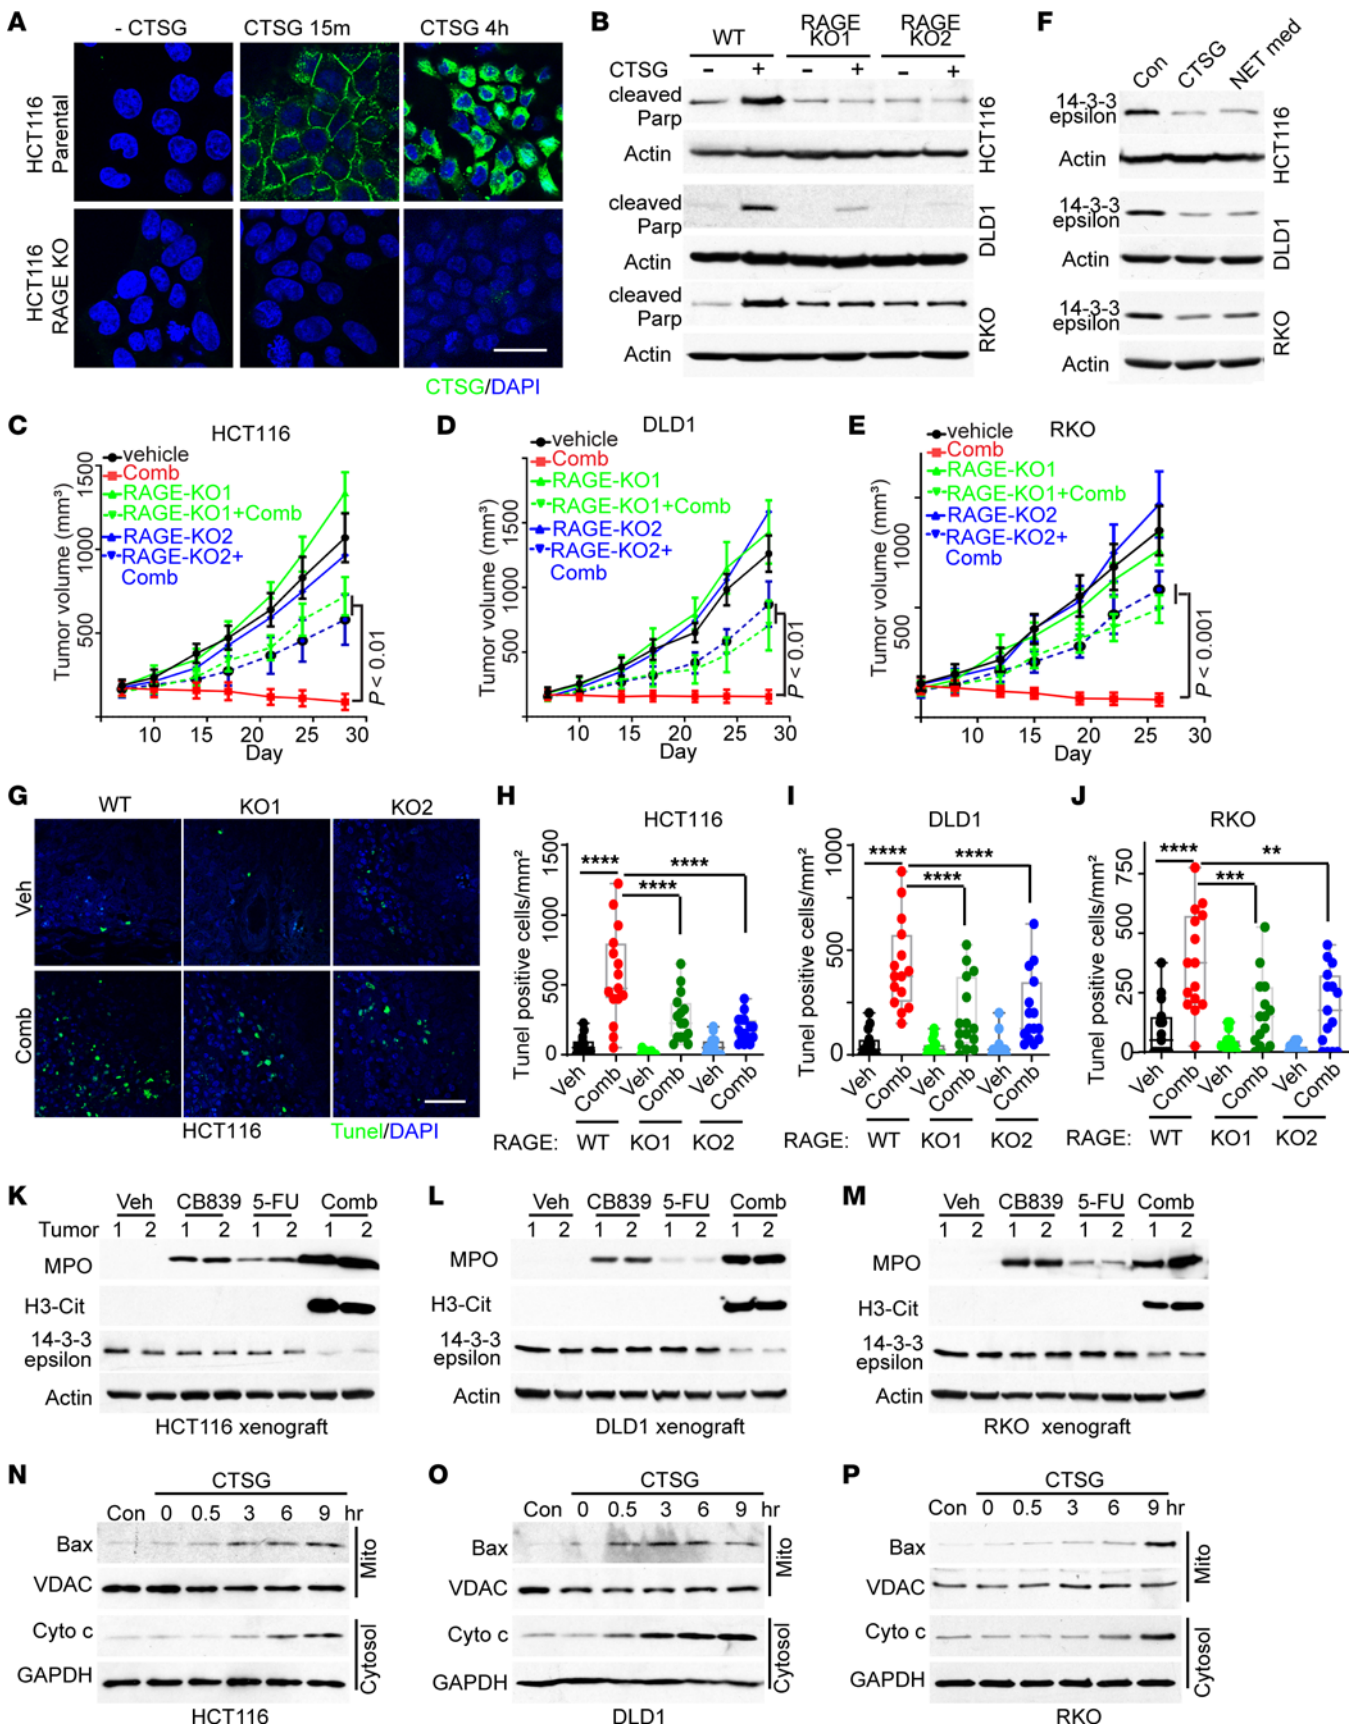 A
- CTSG
CTSG 15m
CTSG 4h
HCT116
Parental
HCT116
RAGE KO
CTSG/DAPI
B
WT
RAGE
KO1
RAGE
KO2
CTSG
– + – + – +
cleaved
Parp
Actin
HCT116
cleaved
Parp
Actin
DLD1
cleaved
Parp
Actin
RKO
F
Con
CTSG
NET med
14-3-3
epsilon
Actin
HCT116
14-3-3
epsilon
Actin
DLD1
14-3-3
epsilon
Actin
RKO
C
HCT116
vehicle
Comb
RAGE-KO1
RAGE-KO1+Comb
RAGE-KO2
RAGE-KO2+
Comb
Tumor volume (mm³)
1500
1000
500
P < 0.01
10 15 20 25 30
Day
D
DLD1
vehicle
Comb
RAGE-KO1
RAGE-KO1+Comb
RAGE-KO2
RAGE-KO2+
Comb
Tumor volume (mm³)
1500
1000
500
P < 0.01
10 15 20 25 30
Day
E
RKO
vehicle
Comb
RAGE-KO1
RAGE-KO1+Comb
RAGE-KO2
RAGE-KO2+
Comb
Tumor volume (mm³)
1000
500
P < 0.001
10 15 20 25 30
Day
G
WT
KO1
KO2
Veh
Comb
HCT116
Tunel/DAPI
H
HCT116
Tunel positive cells/mm²
1500
1000
500
0
****
****
****
Veh Comb Veh Comb Veh Comb
RAGE: WT KO1 KO2
I
DLD1
Tunel positive cells/mm²
1000
500
0
****
****
****
Veh Comb Veh Comb Veh Comb
RAGE: WT KO1 KO2
J
RKO
Tunel positive cells/mm²
750
500
250
0
****
**
***
Veh Comb Veh Comb Veh Comb
RAGE: WT KO1 KO2
K
Veh CB839 5-FU Comb
Tumor 1 2 1 2 1 2 1 2
MPO
H3-Cit
14-3-3
epsilon
Actin
HCT116 xenograft
L
Veh CB839 5-FU Comb
1 2 1 2 1 2 1 2
MPO
H3-Cit
14-3-3
epsilon
Actin
DLD1 xenograft
M
Veh CB839 5-FU Comb
1 2 1 2 1 2 1 2
MPO
H3-Cit
14-3-3
epsilon
Actin
RKO xenograft
N
CTSG
Con 0 0.5 3 6 9 hr
Bax
VDAC
Mito
Cyto c
GAPDH
Cytosol
HCT116
O
CTSG
Con 0 0.5 3 6 9 hr
Bax
VDAC
Mito
Cyto c
GAPDH
Cytosol
DLD1
P
CTSG
Con 0 0.5 3 6 9 hr
Bax
VDAC
Mito
Cyto c
GAPDH
Cytosol
RKO